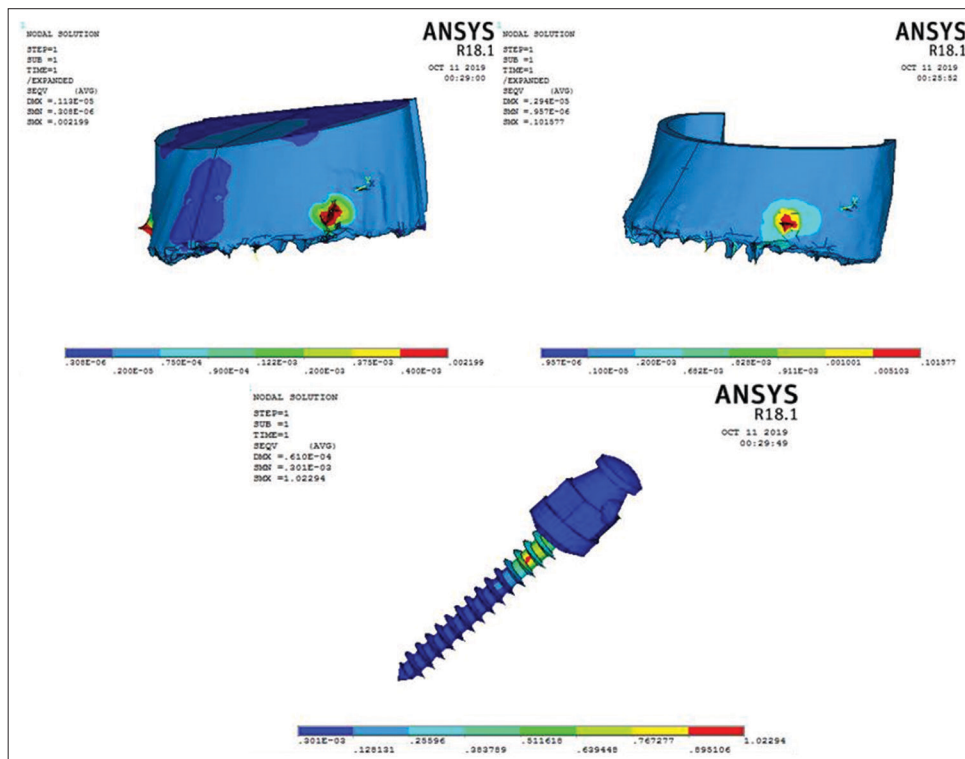 1
NODAL SOLUTION
STEP=1
SUB =1
TIME=1
/EXPANDED
SEQV (AVG)
DMX =.113E-05
SMN =.308E-06
SMX =.002199
ANSYS
R18.1
OCT 11 2019
00:29:00
.308E-06 .750E-04 .122E-03 .375E-03 .002199
.200E-05 .900E-04 .200E-03 .400E-03
1
NODAL SOLUTION
STEP=1
SUB =1
TIME=1
/EXPANDED
SEQV (AVG)
DMX =.294E-05
SMN =.957E-06
SMX =.101577
ANSYS
R18.1
OCT 11 2019
00:25:52
.957E-06 .200E-03 .828E-03 .001001 .101577
.100E-05 .662E-03 .911E-03 .005103
1
NODAL SOLUTION
STEP=1
SUB =1
TIME=1
SEQV (AVG)
DMX =.610E-04
SMN =.301E-03
SMX =1.02294
ANSYS
R18.1
OCT 11 2019
00:29:49
.301E-03 .25596 .511618 .767277 1.02294
.128131 .383789 .639448 .895106